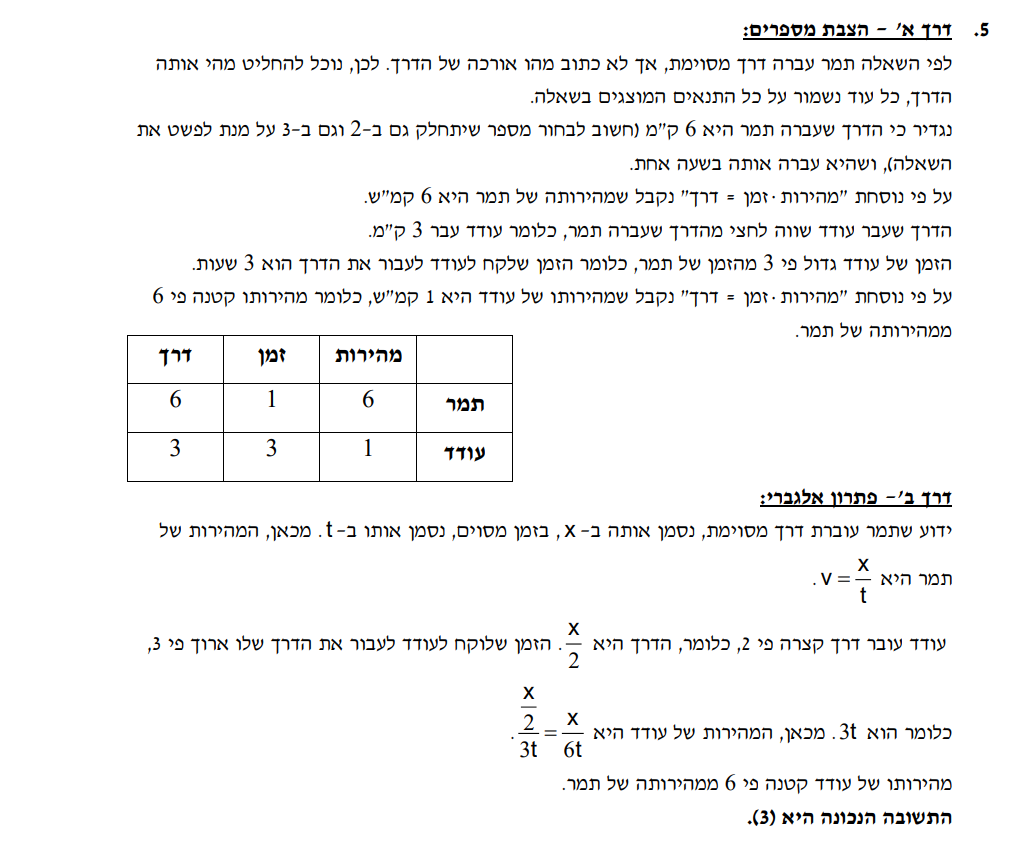 5. דרך א' – הצבת מספרים:
לפי השאלה תמר עברה דרך מסוימת, אך לא כתוב מהו אורכה של הדרך. לכן, נוכל להחליט מהי אותה
הדרך, כל עוד נשמור על כל התנאים המוצגים בשאלה.
נגדיר כי הדרך שעברה תמר היא 6 ק"מ (חשוב לבחור מספר שיתחלק גם ב-2 וגם ב-3 על מנת לפשט את
השאלה), ושהיא עברה אותה בשעה אחת.
על פי נוסחת "מהירות · זמן = דרך" נקבל שמהירותה של תמר היא 6 קמ"ש.
הדרך שעבר עודד שווה לחצי מהדרך שעברה תמר, כלומר עודד עבר 3 ק"מ.
הזמן של עודד גדול פי 3 מהזמן של תמר, כלומר הזמן שלקח לעודד לעבור את הדרך הוא 3 שעות.
על פי נוסחת "מהירות · זמן = דרך" נקבל שמהירותו של עודד היא 1 קמ"ש, כלומר מהירותו קטנה פי 6
ממהירותה של תמר.
מהירות זמן דרך
תמר 6 1 6
עודד 1 3 3
דרך ב'– פתרון אלגברי:
ידוע שתמר עוברת דרך מסוימת, נסמן אותה ב- x, בזמן מסוים, נסמן אותו ב- t. מכאן, המהירות של
תמר היא v = x/t.
עודד עובר דרך קצרה פי 2, כלומר, הדרך היא x/2. הזמן שלוקח לעודד לעבור את הדרך שלו ארוך פי 3,
כלומר הוא 3t. מכאן, המהירות של עודד היא (x/2)/3t = x/6t.
מהירותו של עודד קטנה פי 6 ממהירותה של תמר.
התשובה הנכונה היא (3).